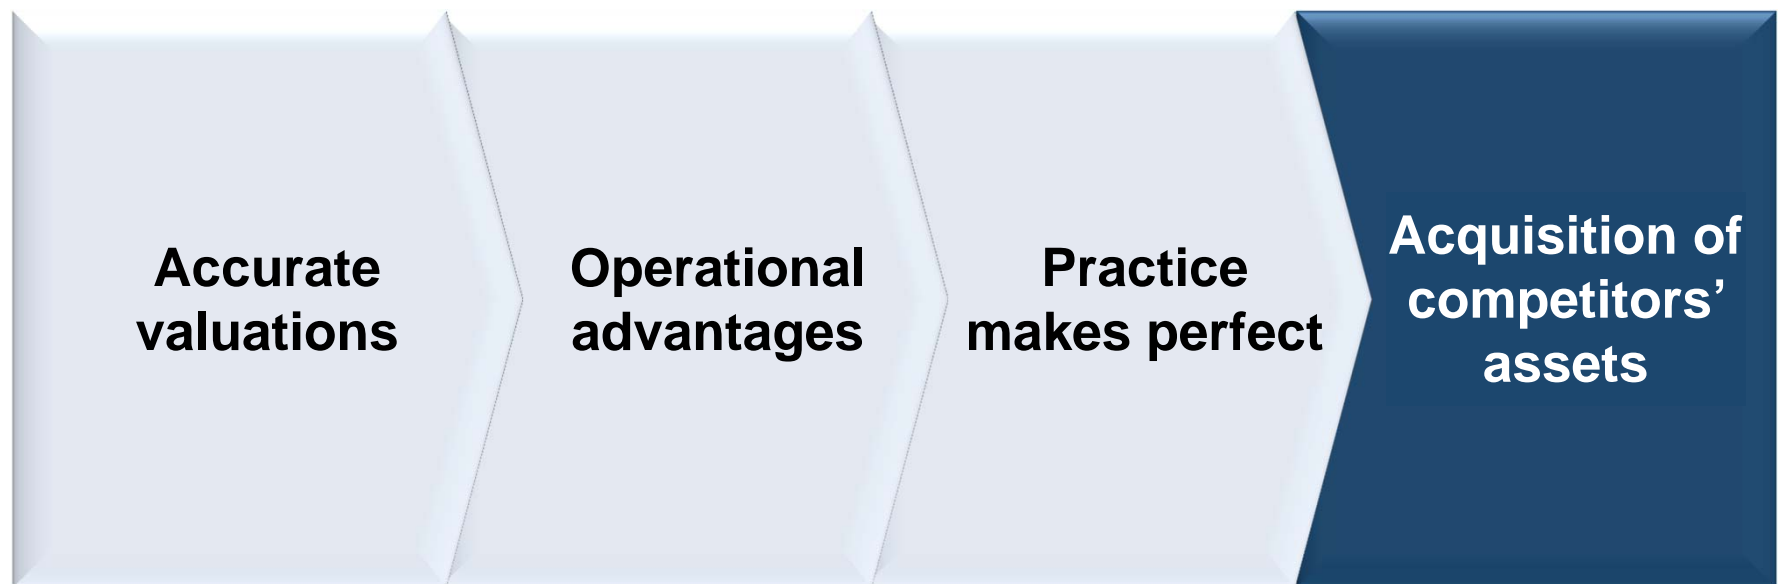 Accurate
valuations
Operational
advantages
Practice
makes perfect
Acquisition of
competitors’
assets